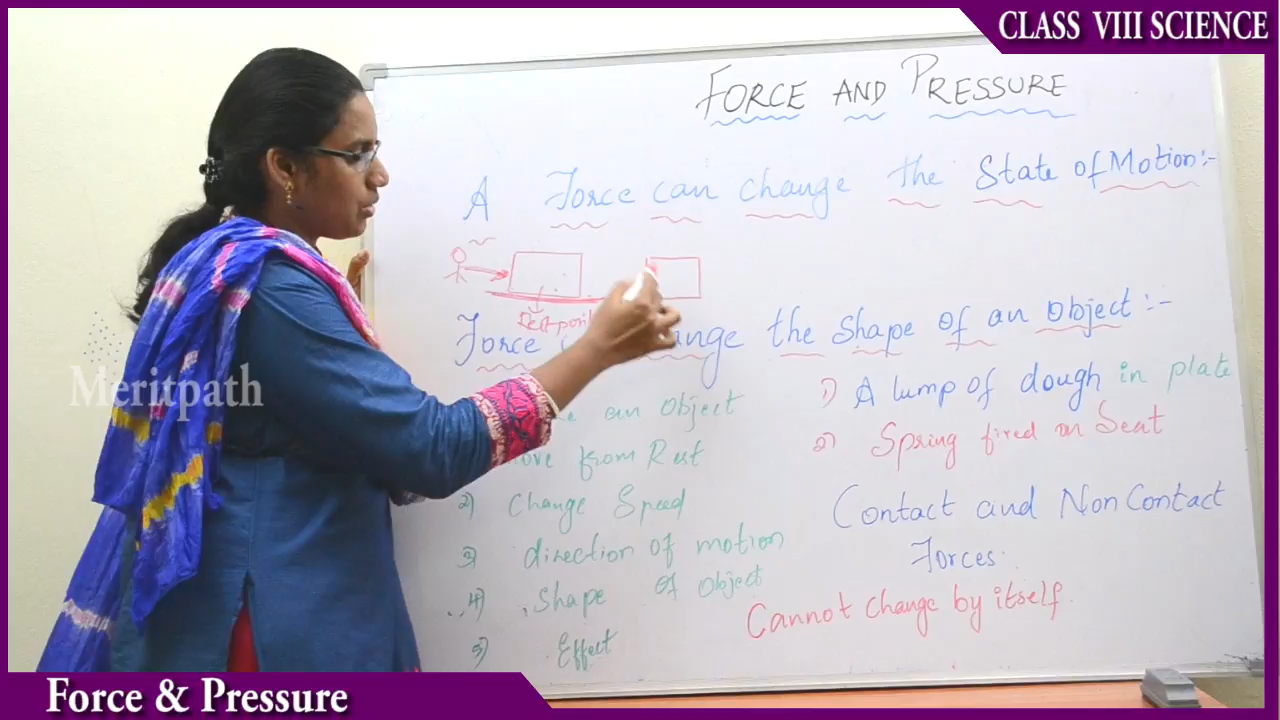 CLASS VIII SCIENCE
FORCE AND PRESSURE
A Force can change the State of Motion:-
Force the shape of an Object :-
an Object
1) A lump of dough in plate
from Rest
2) Spring fired on Seat
2) Change Speed
Contact and Non Contact
3) direction of motion
Forces.
4) Shape of Object
Cannot change by itself.
5) Effect
Meritpath
Force & Pressure